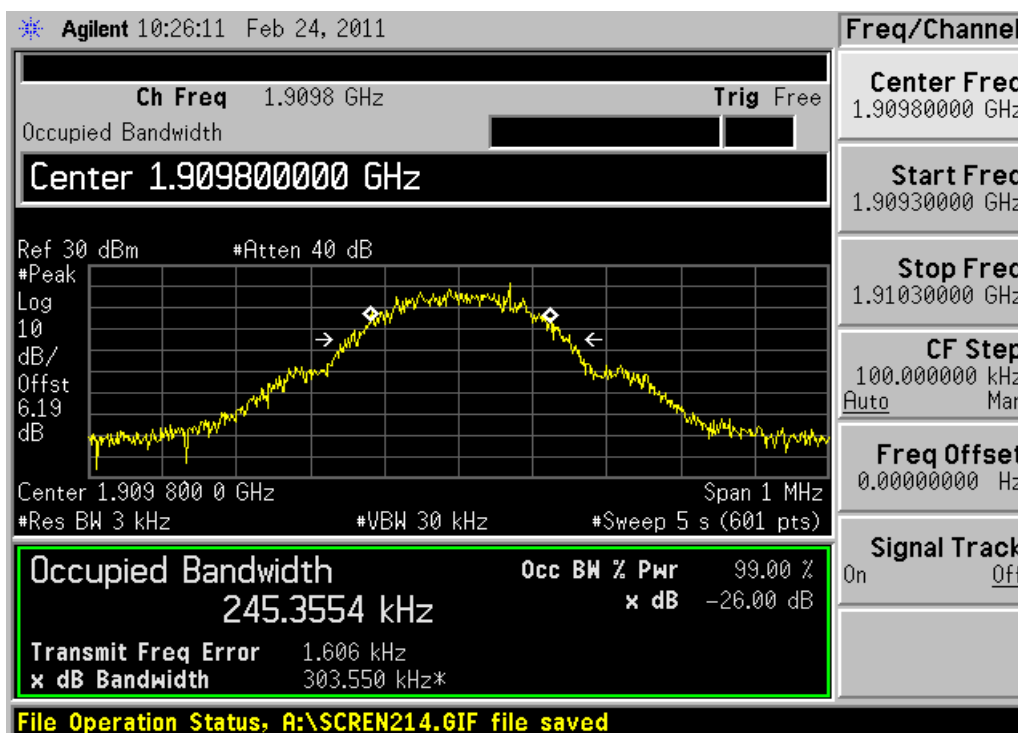 Agilent 10:26:11 Feb 24, 2011
Ch Freq 1.9098 GHz Trig Free
Occupied Bandwidth
Center 1.909800000 GHz
Ref 30 dBm #Atten 40 dB
#Peak
Log
10
dB/
Offst
6.19
dB
Center 1.909 800 0 GHz Span 1 MHz
#Res BW 3 kHz #VBW 30 kHz #Sweep 5 s (601 pts)
Occupied Bandwidth Occ BW % Pwr 99.00 %
245.3554 kHz x dB -26.00 dB
Transmit Freq Error 1.606 kHz
x dB Bandwidth 303.550 kHz*
File Operation Status, A:\SCREN214.GIF file saved
Freq/Channel
Center Freq
1.90980000 GHz
Start Freq
1.90930000 GHz
Stop Freq
1.91030000 GHz
CF Step
100.000000 kHz
Auto Man
Freq Offset
0.00000000 Hz
Signal Track
On Off